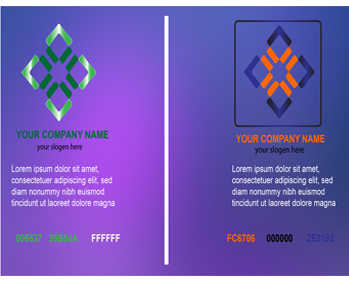 YOUR COMPANY NAME
your slogen here
Lorem ipsum dolor sit amet,
consectetuer adipiscing elit, sed
diam nonummy nibh euismod
tincidunt ut laoreet dolore magna
006837 39B54A FFFFFF
YOUR COMPANY NAME
your slogen here
Lorem ipsum dolor sit amet,
consectetuer adipiscing elit, sed
diam nonummy nibh euismod
tincidunt ut laoreet dolore magna
FC6706 000000 2E3192